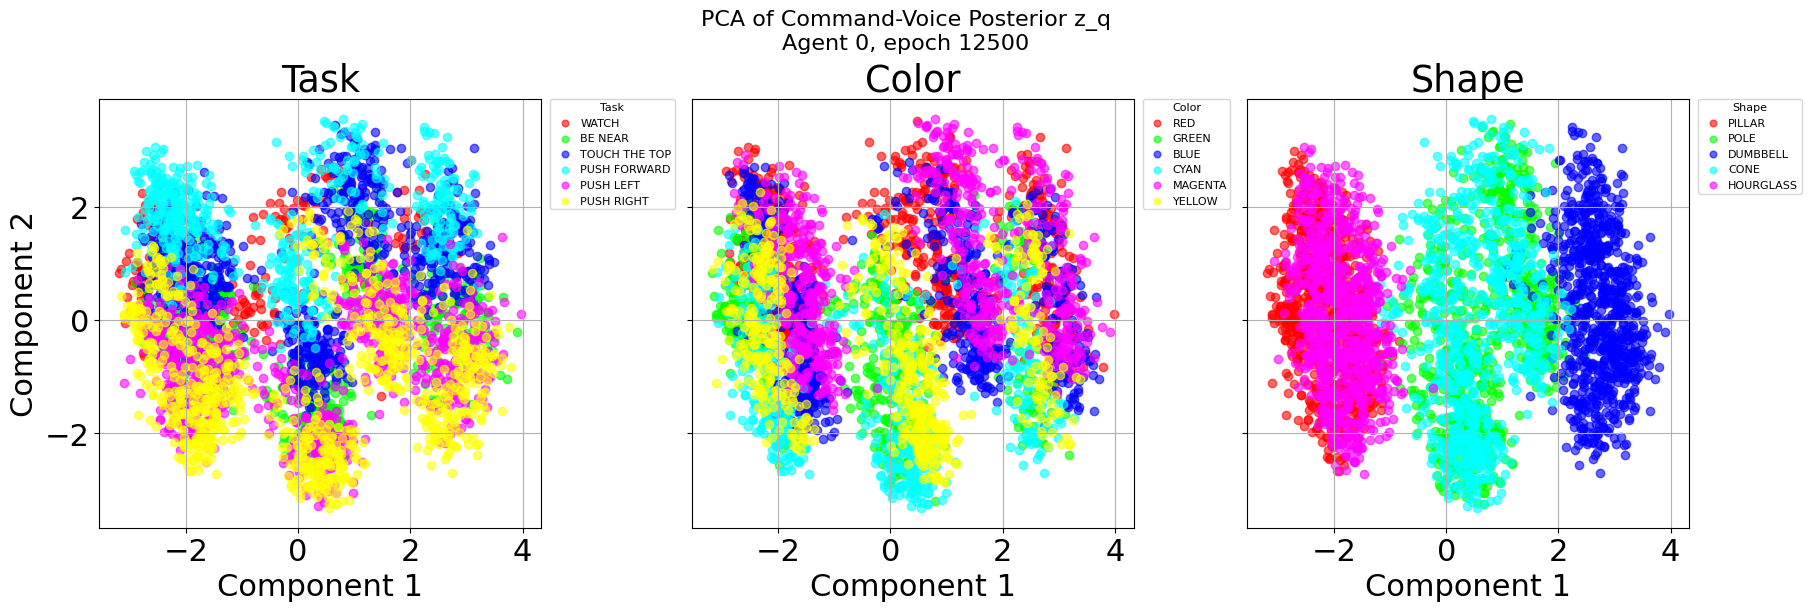 PCA of Command-Voice Posterior z_q
Agent 0, epoch 12500
Task
Color
Shape
Component 2
2
0
−2
−2
0
2
4
Component 1
Task
WATCH
BE NEAR
TOUCH THE TOP
PUSH FORWARD
PUSH LEFT
PUSH RIGHT
−2
0
2
4
Component 1
Color
RED
GREEN
BLUE
CYAN
MAGENTA
YELLOW
−2
0
2
4
Component 1
Shape
PILLAR
POLE
DUMBBELL
CONE
HOURGLASS